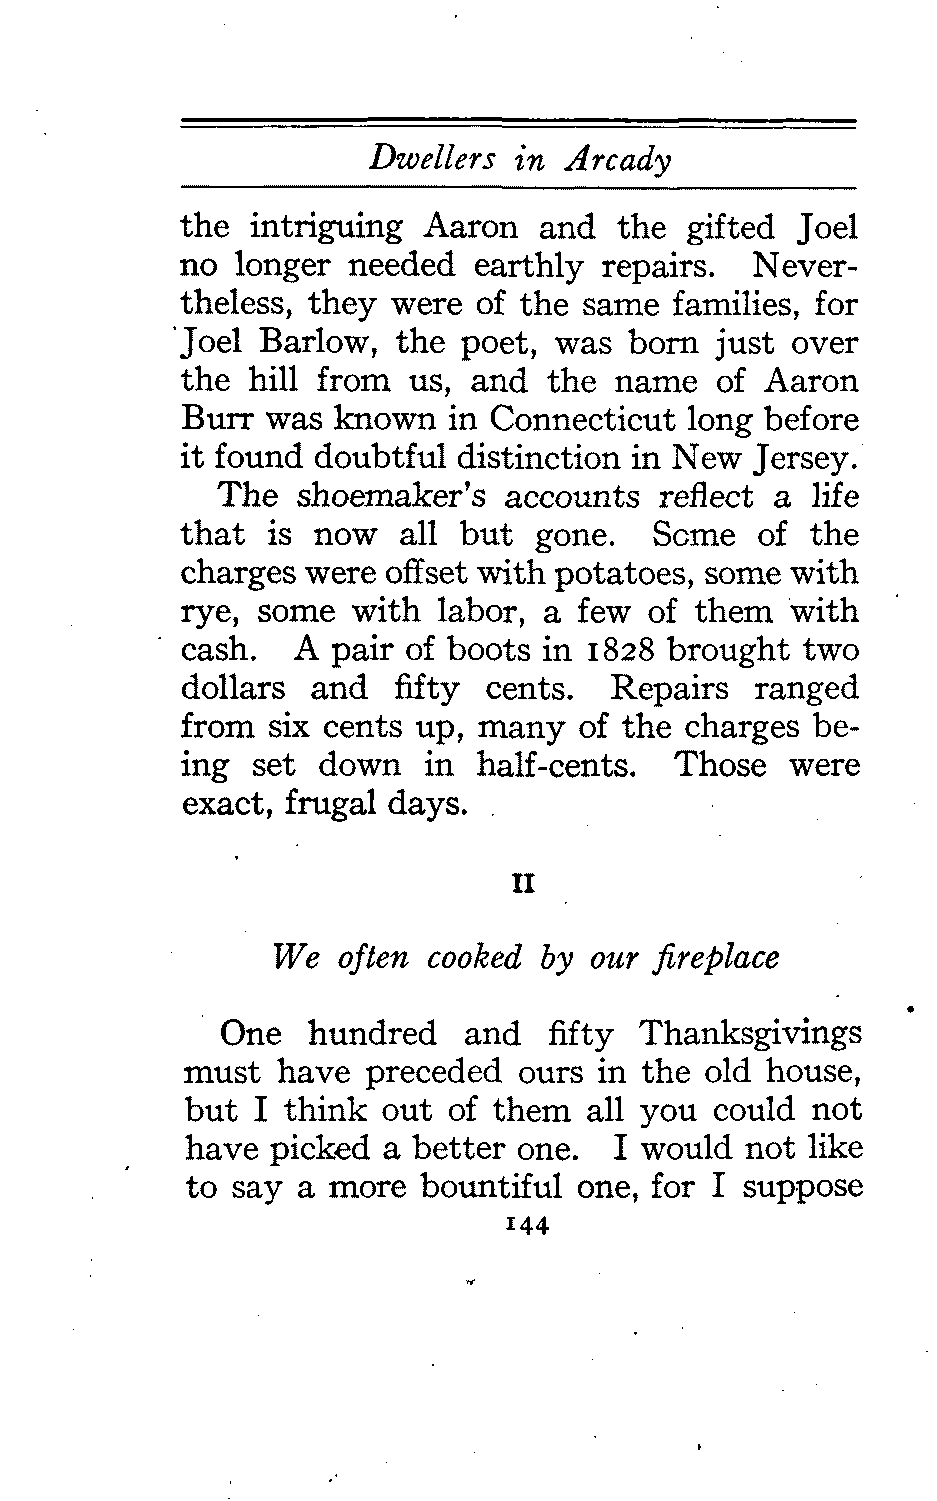 Dwellers in Arcady
the intriguing Aaron and the gifted Joel
no longer needed earthly repairs. Never-
theless, they were of the same families, for
Joel Barlow, the poet, was born just over
the hill from us, and the name of Aaron
Burr was known in Connecticut long before
it found doubtful distinction in New Jersey.
The shoemaker's accounts reflect a life
that is now all but gone. Some of the
charges were offset with potatoes, some with
rye, some with labor, a few of them with
cash. A pair of boots in 1828 brought two
dollars and fifty cents. Repairs ranged
from six cents up, many of the charges be-
ing set down in half-cents. Those were
exact, frugal days.
II
We often cooked by our fireplace
One hundred and fifty Thanksgivings
must have preceded ours in the old house,
but I think out of them all you could not
have picked a better one. I would not like
to say a more bountiful one, for I suppose
144